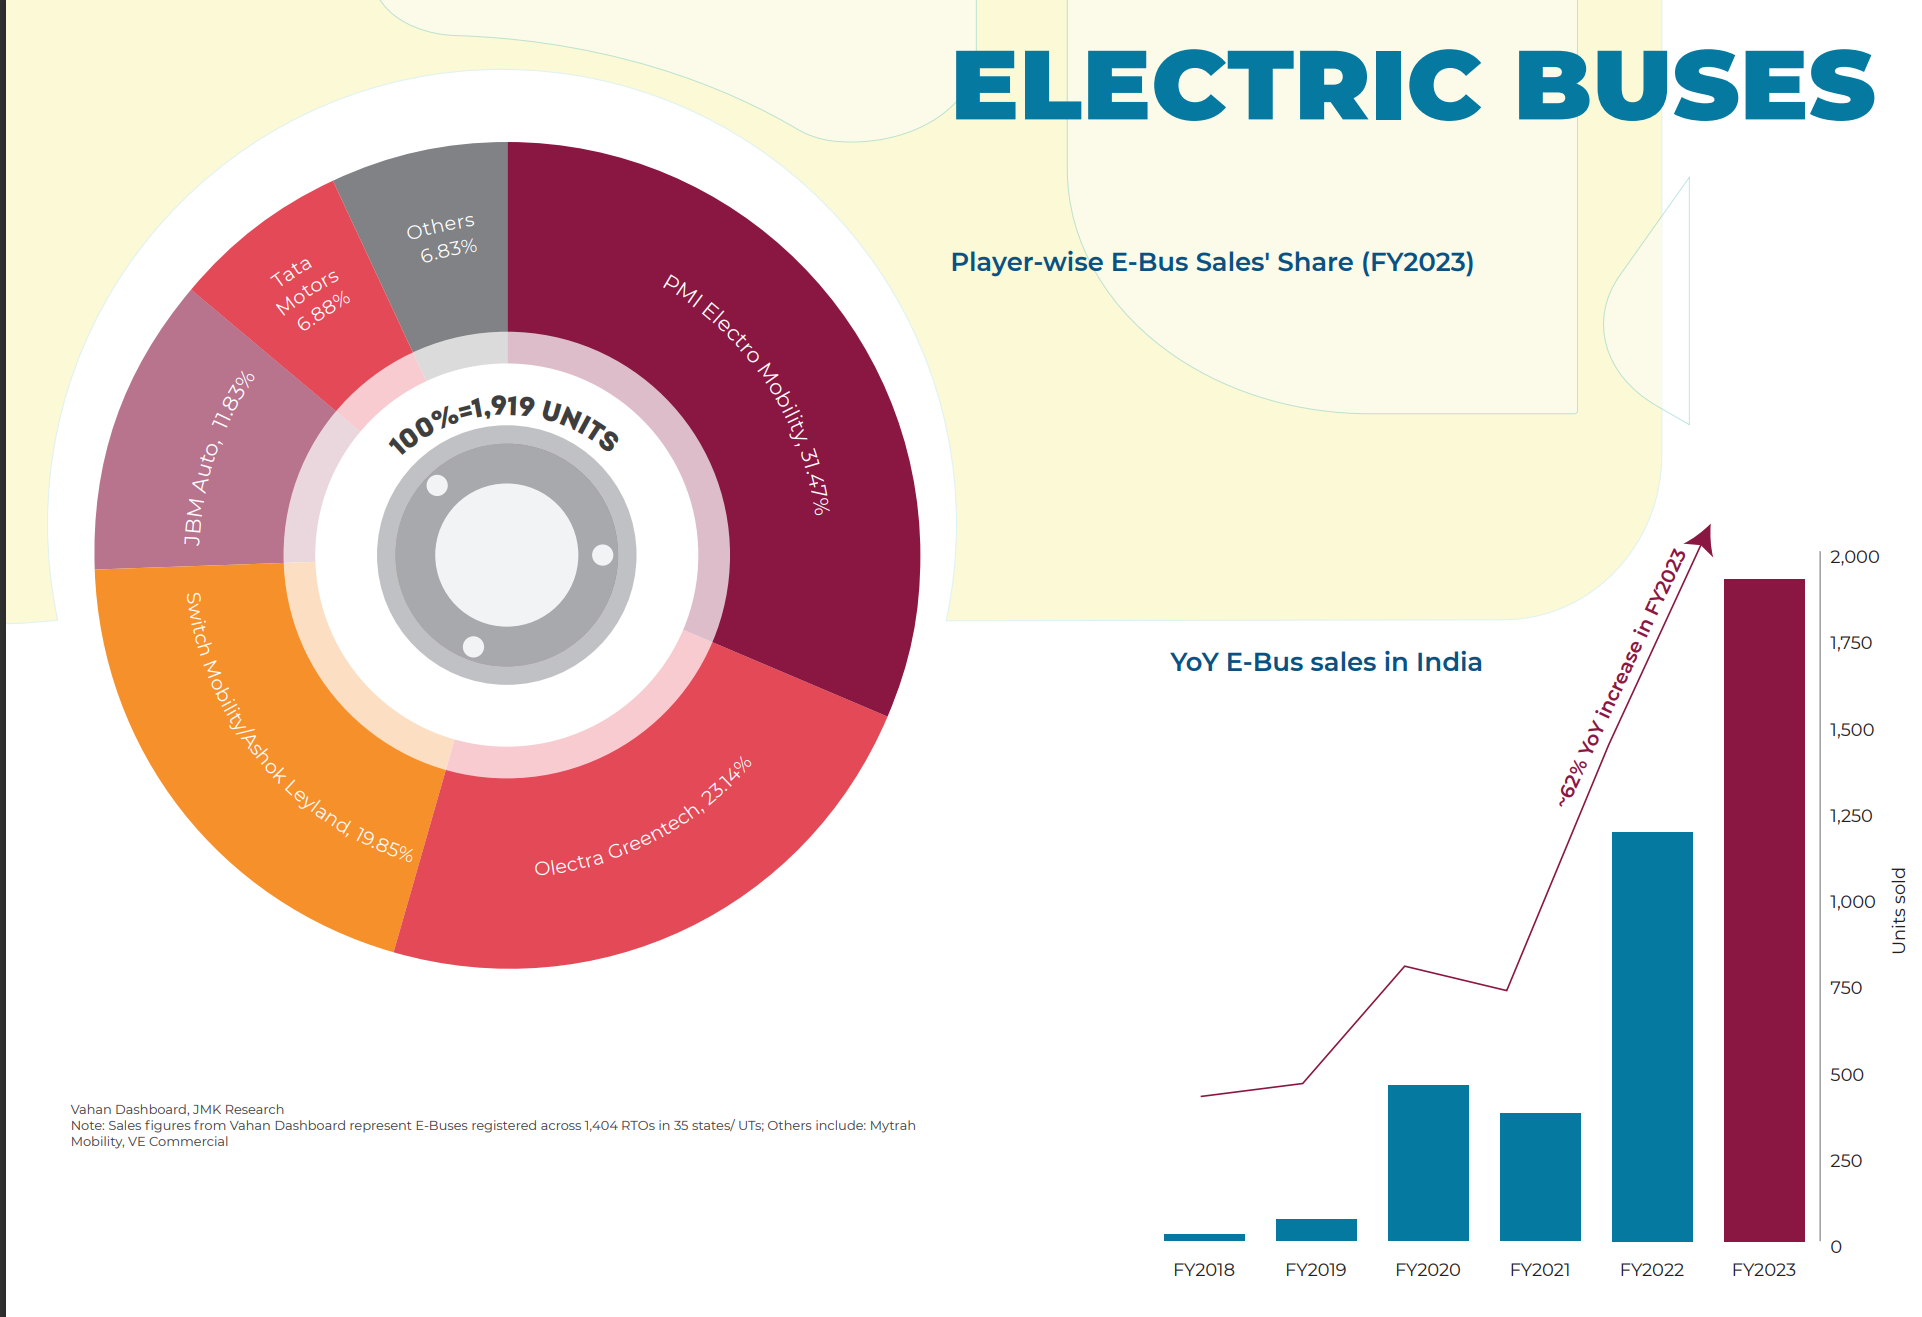 ELECTRIC BUSES
Player-wise E-Bus Sales' Share (FY2023)
Others
6.83%
PMI Electro Mobility, 31.47%
Tata
Motors
6.88%
JBM Auto, 11.83%
100%=1,919 UNITS
Switch Mobility/Ashok Leyland, 19.85%
Olectra Greentech, 23.14%
Vahan Dashboard, JMK Research
Note: Sales figures from Vahan Dashboard represent E-Buses registered across 1,404 RTOs in 35 states/ UTs; Others include: Mytrah
Mobility, VE Commercial
YoY E-Bus sales in India
~62% YoY increase in FY2023
2,000
1,750
1,500
1,250
1,000
750
500
250
0
Units sold
FY2018 FY2019 FY2020 FY2021 FY2022 FY2023